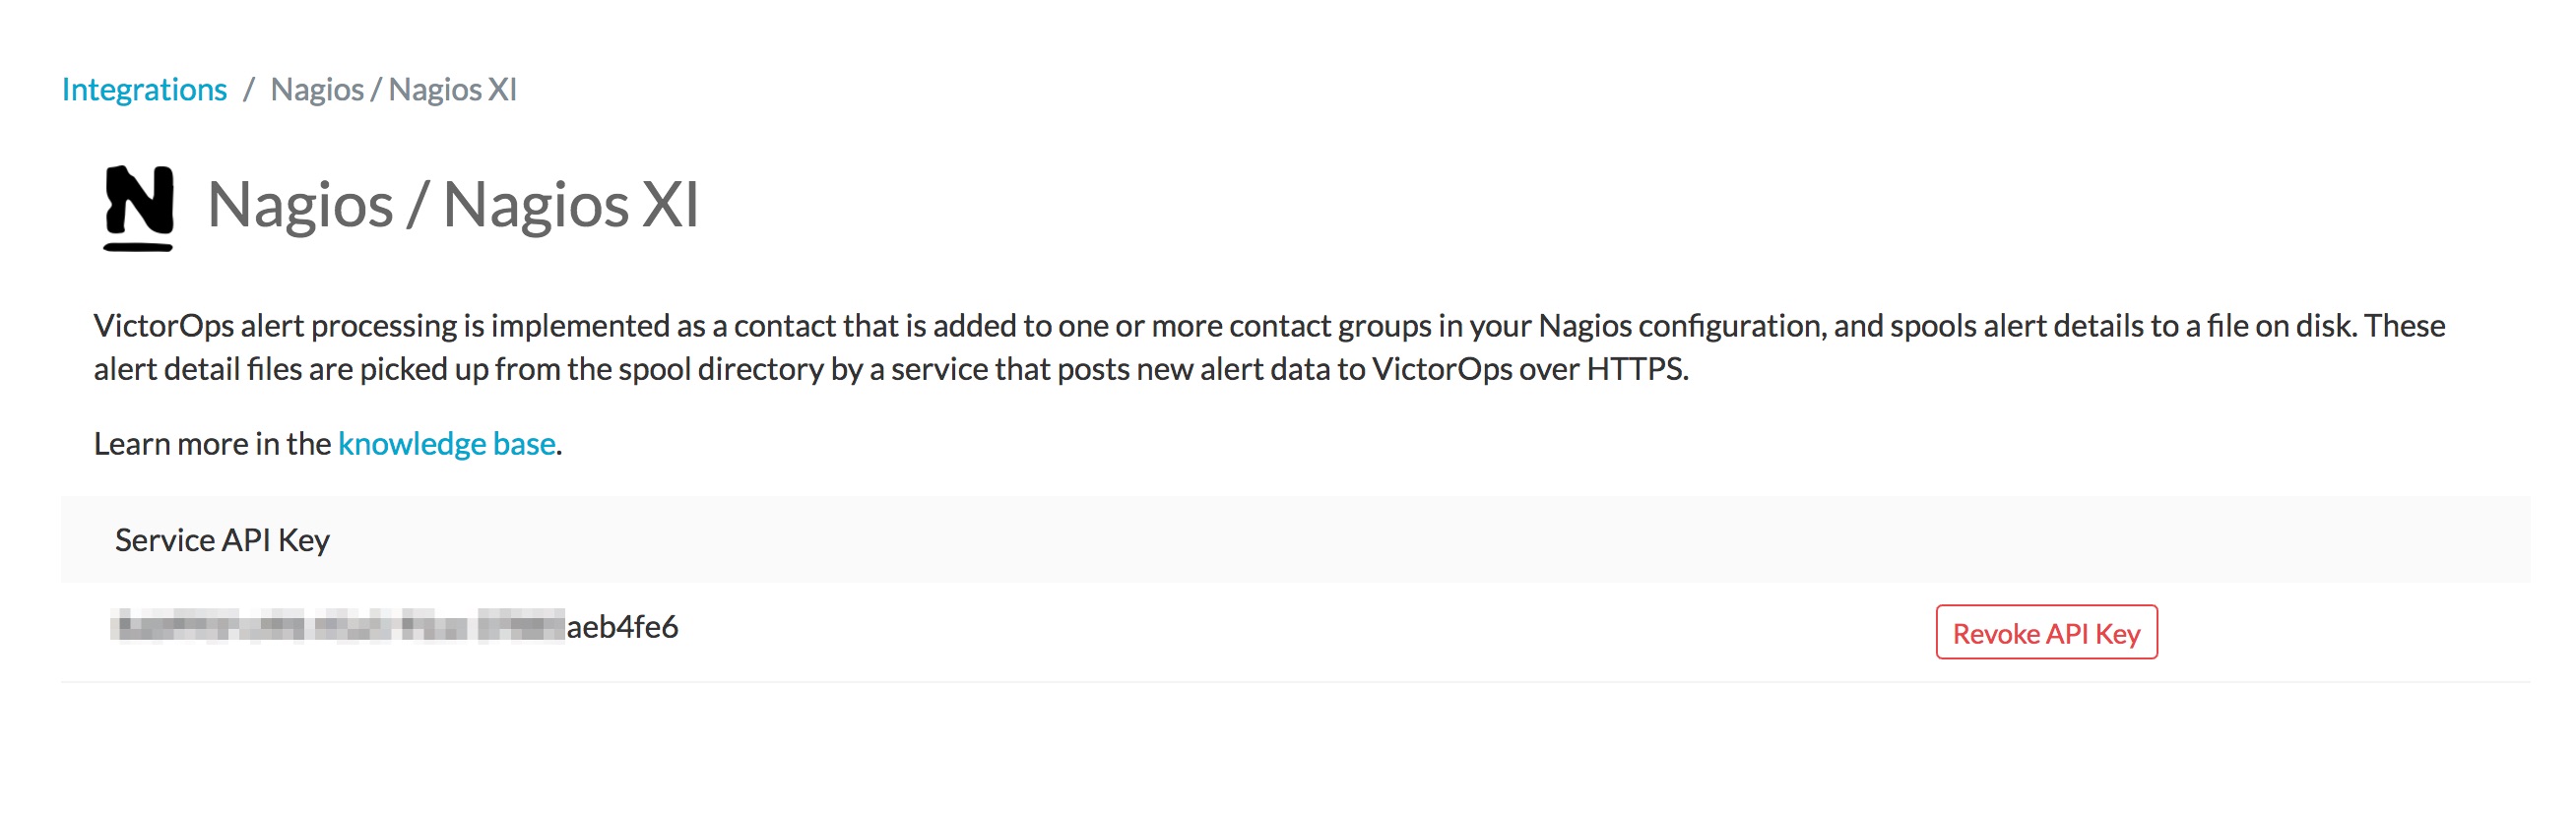 Integrations / Nagios / Nagios XI
N Nagios / Nagios XI
VictorOps alert processing is implemented as a contact that is added to one or more contact groups in your Nagios configuration, and spools alert details to a file on disk. These
alert detail files are picked up from the spool directory by a service that posts new alert data to VictorOps over HTTPS.
Learn more in the knowledge base.
Service API Key
aeb4fe6 Revoke API Key